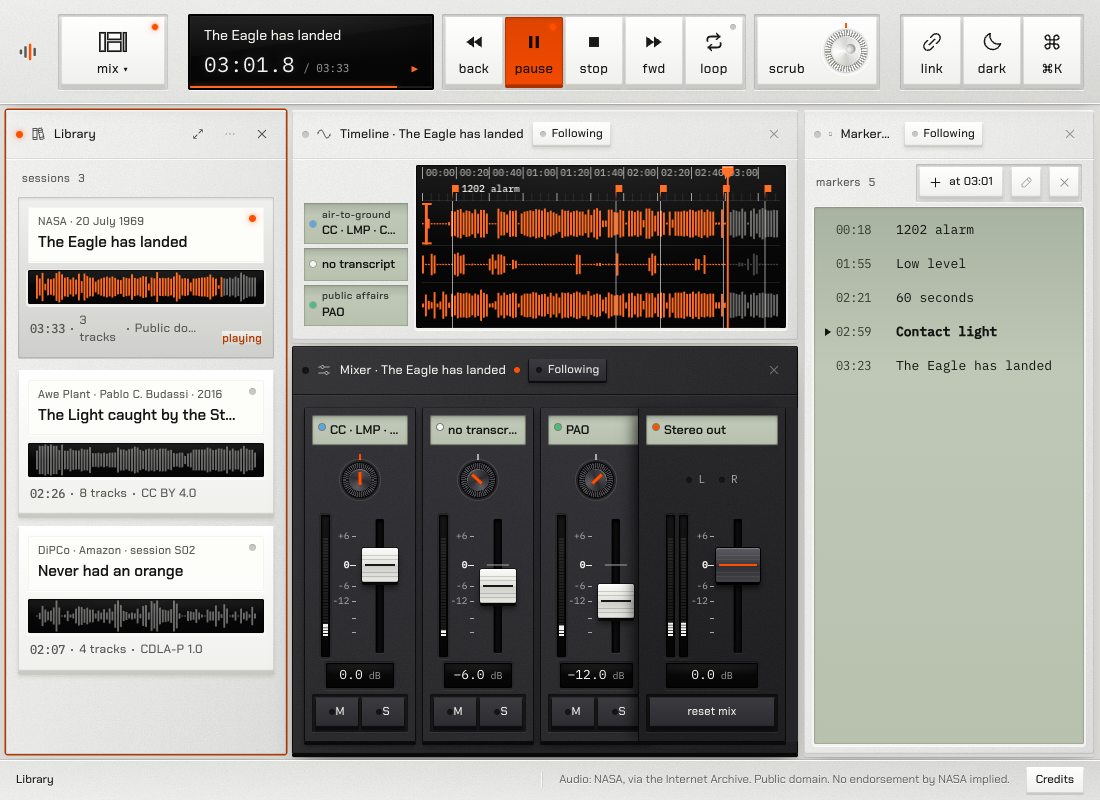 mix ▾
The Eagle has landed
03:01.8 / 03:33
back
pause
stop
fwd
loop
scrub
link
dark
⌘K
Library
sessions 3
NASA · 20 July 1969
The Eagle has landed
03:33 · 3 tracks · Public do...
playing
Awe Plant · Pablo C. Budassi · 2016
The Light caught by the St...
02:26 · 8 tracks · CC BY 4.0
DiPCo · Amazon · session S02
Never had an orange
02:07 · 4 tracks · CDLA-P 1.0
Timeline · The Eagle has landed
Following
00:00 00:20 00:40 01:00 01:20 01:40 02:00 02:20 02:40 03:00
1202 alarm
air-to-ground
CC · LMP · C...
no transcript
public affairs
PAO
Mixer · The Eagle has landed
Following
CC · LMP · ...
no transcr...
PAO
Stereo out
L R
+6 +6 +6 +6
0 0 0 0
-6 -6 -6 -6
-12 -12 -12 -12
0.0 dB
−6.0 dB
−12.0 dB
0.0 dB
M S
M S
M S
reset mix
Marker...
Following
markers 5
+ at 03:01
00:18 1202 alarm
01:55 Low level
02:21 60 seconds
02:59 Contact light
03:23 The Eagle has landed
Library
Audio: NASA, via the Internet Archive. Public domain. No endorsement by NASA implied.
Credits